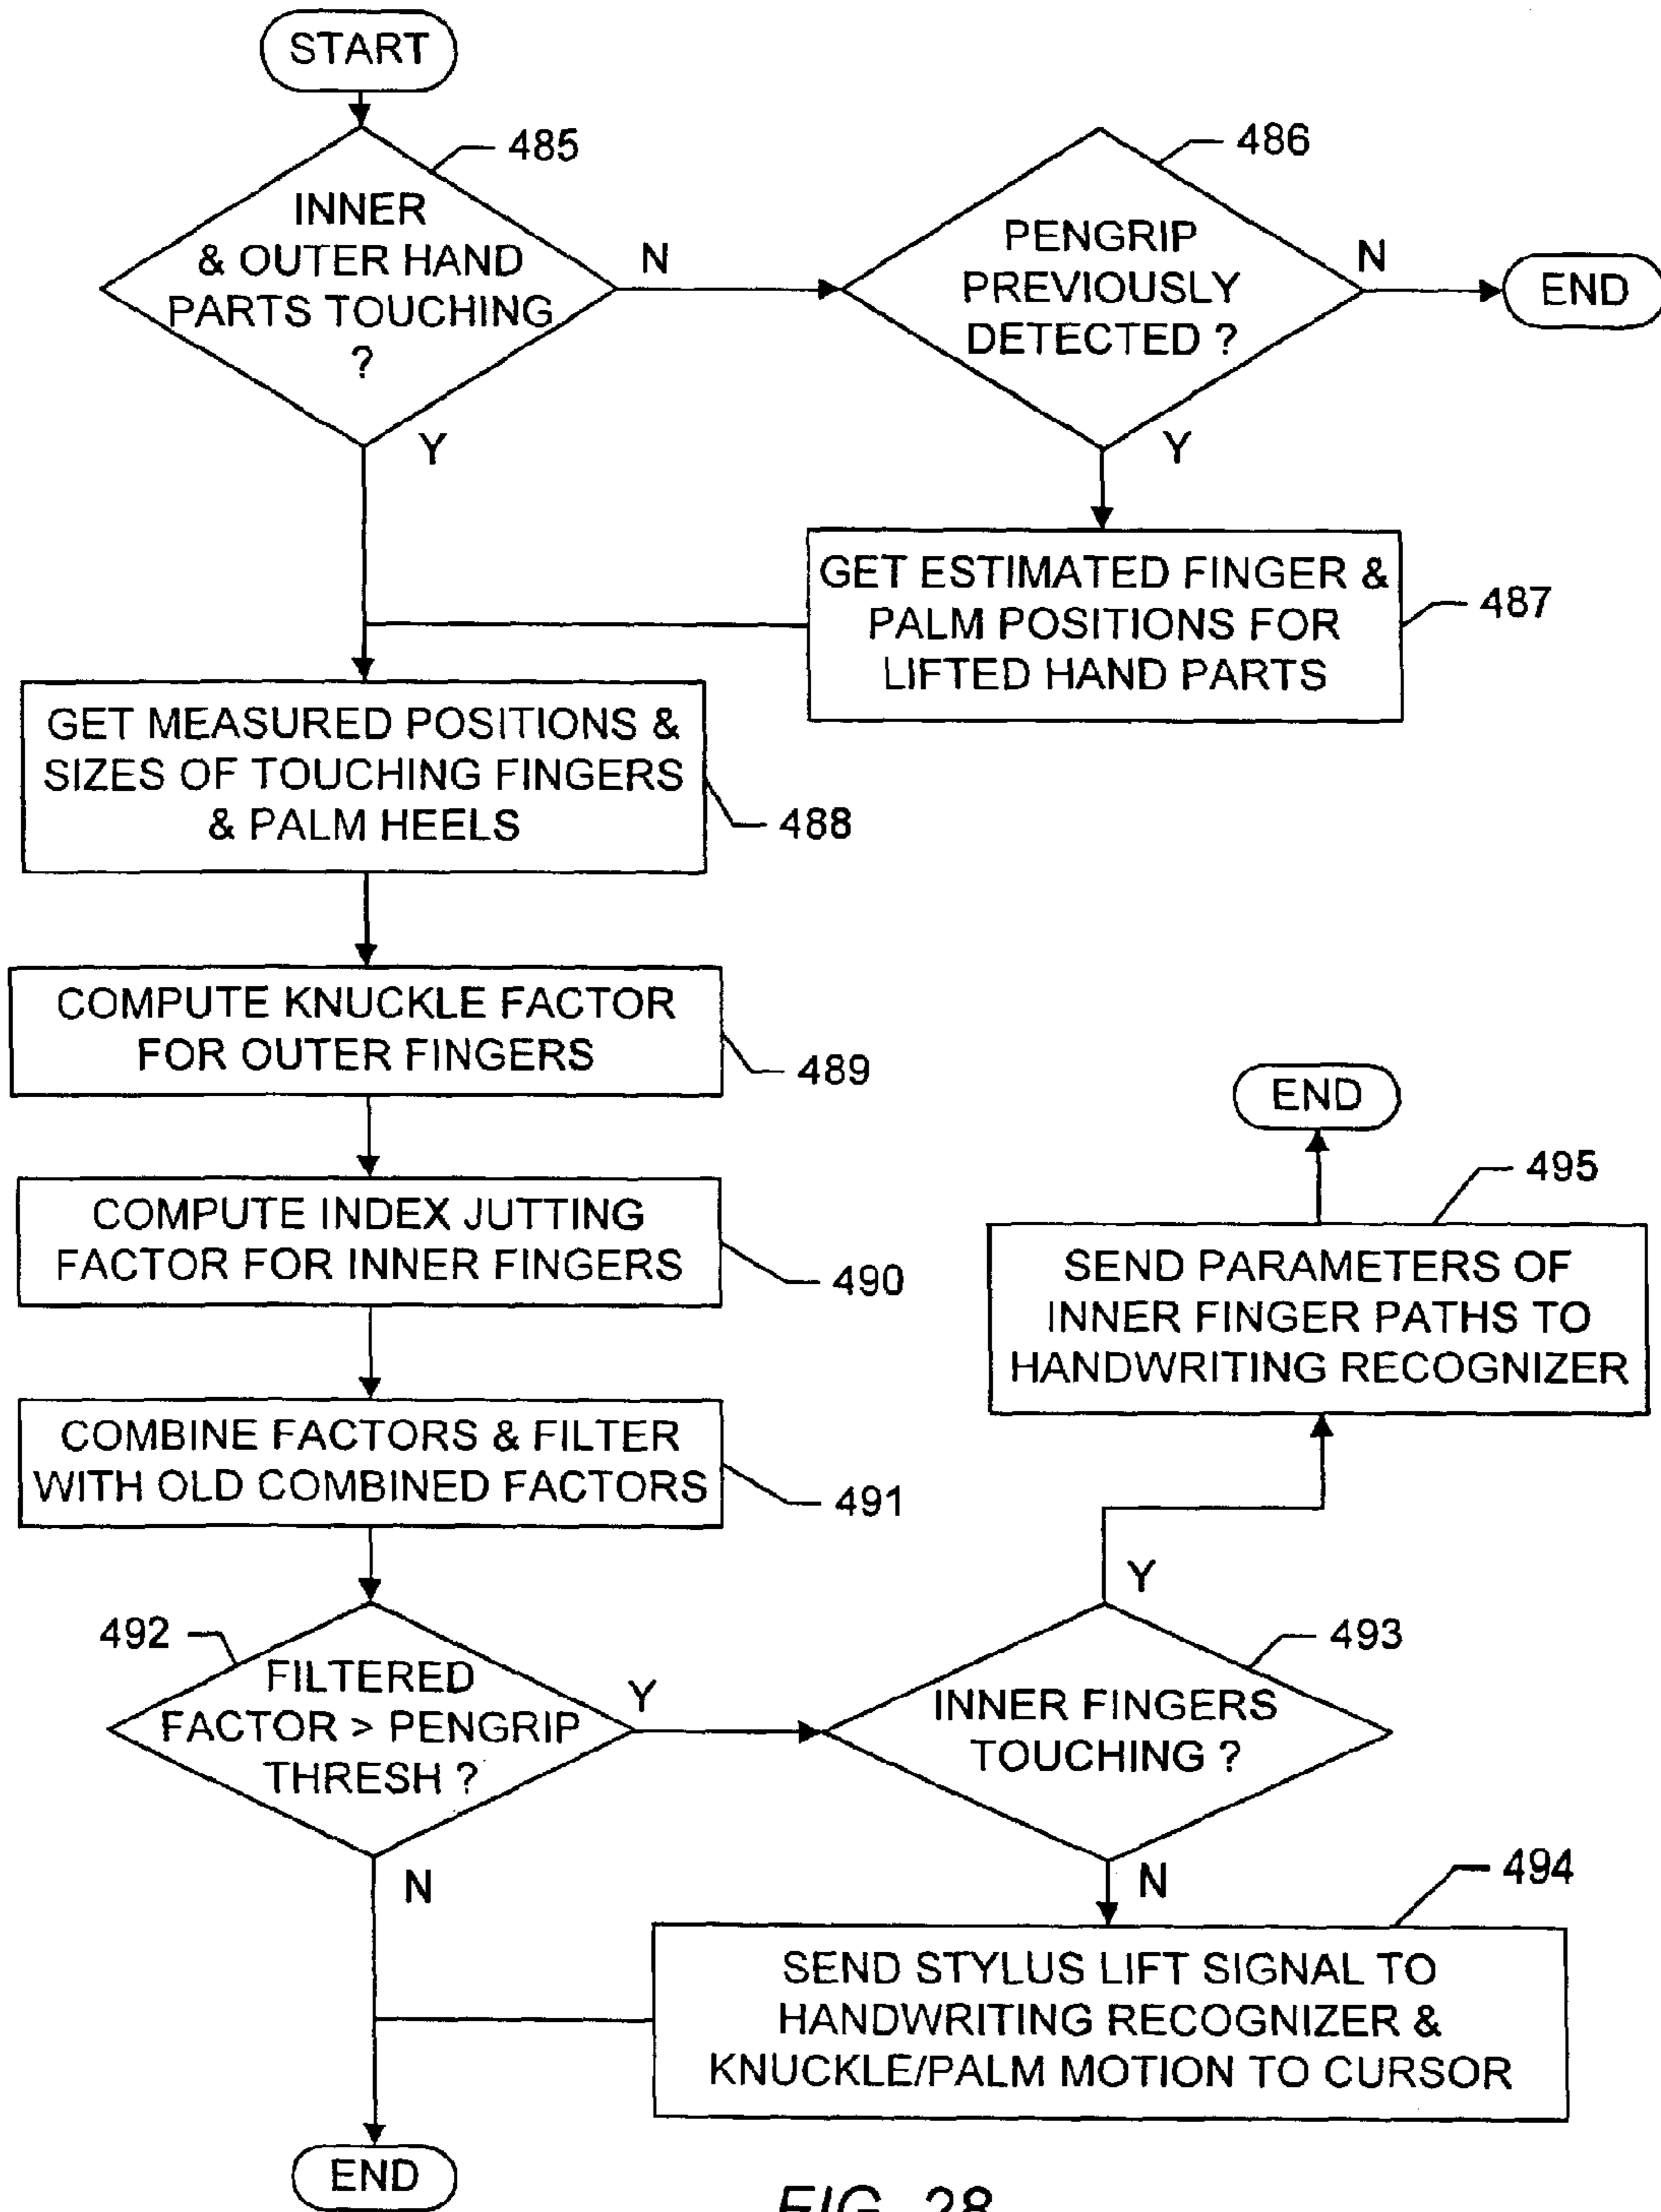 START
485
INNER
& OUTER HAND
PARTS TOUCHING
?
N
Y
486
PENGRIP
PREVIOUSLY
DETECTED ?
N
END
Y
GET ESTIMATED FINGER &
PALM POSITIONS FOR
LIFTED HAND PARTS
487
GET MEASURED POSITIONS &
SIZES OF TOUCHING FINGERS
& PALM HEELS
488
COMPUTE KNUCKLE FACTOR
FOR OUTER FINGERS
489
COMPUTE INDEX JUTTING
FACTOR FOR INNER FINGERS
490
COMBINE FACTORS & FILTER
WITH OLD COMBINED FACTORS
491
492
FILTERED
FACTOR > PENGRIP
THRESH ?
Y
N
493
INNER FINGERS
TOUCHING ?
Y
N
END
495
SEND PARAMETERS OF
INNER FINGER PATHS TO
HANDWRITING RECOGNIZER
494
SEND STYLUS LIFT SIGNAL TO
HANDWRITING RECOGNIZER &
KNUCKLE/PALM MOTION TO CURSOR
END
FIG. 28